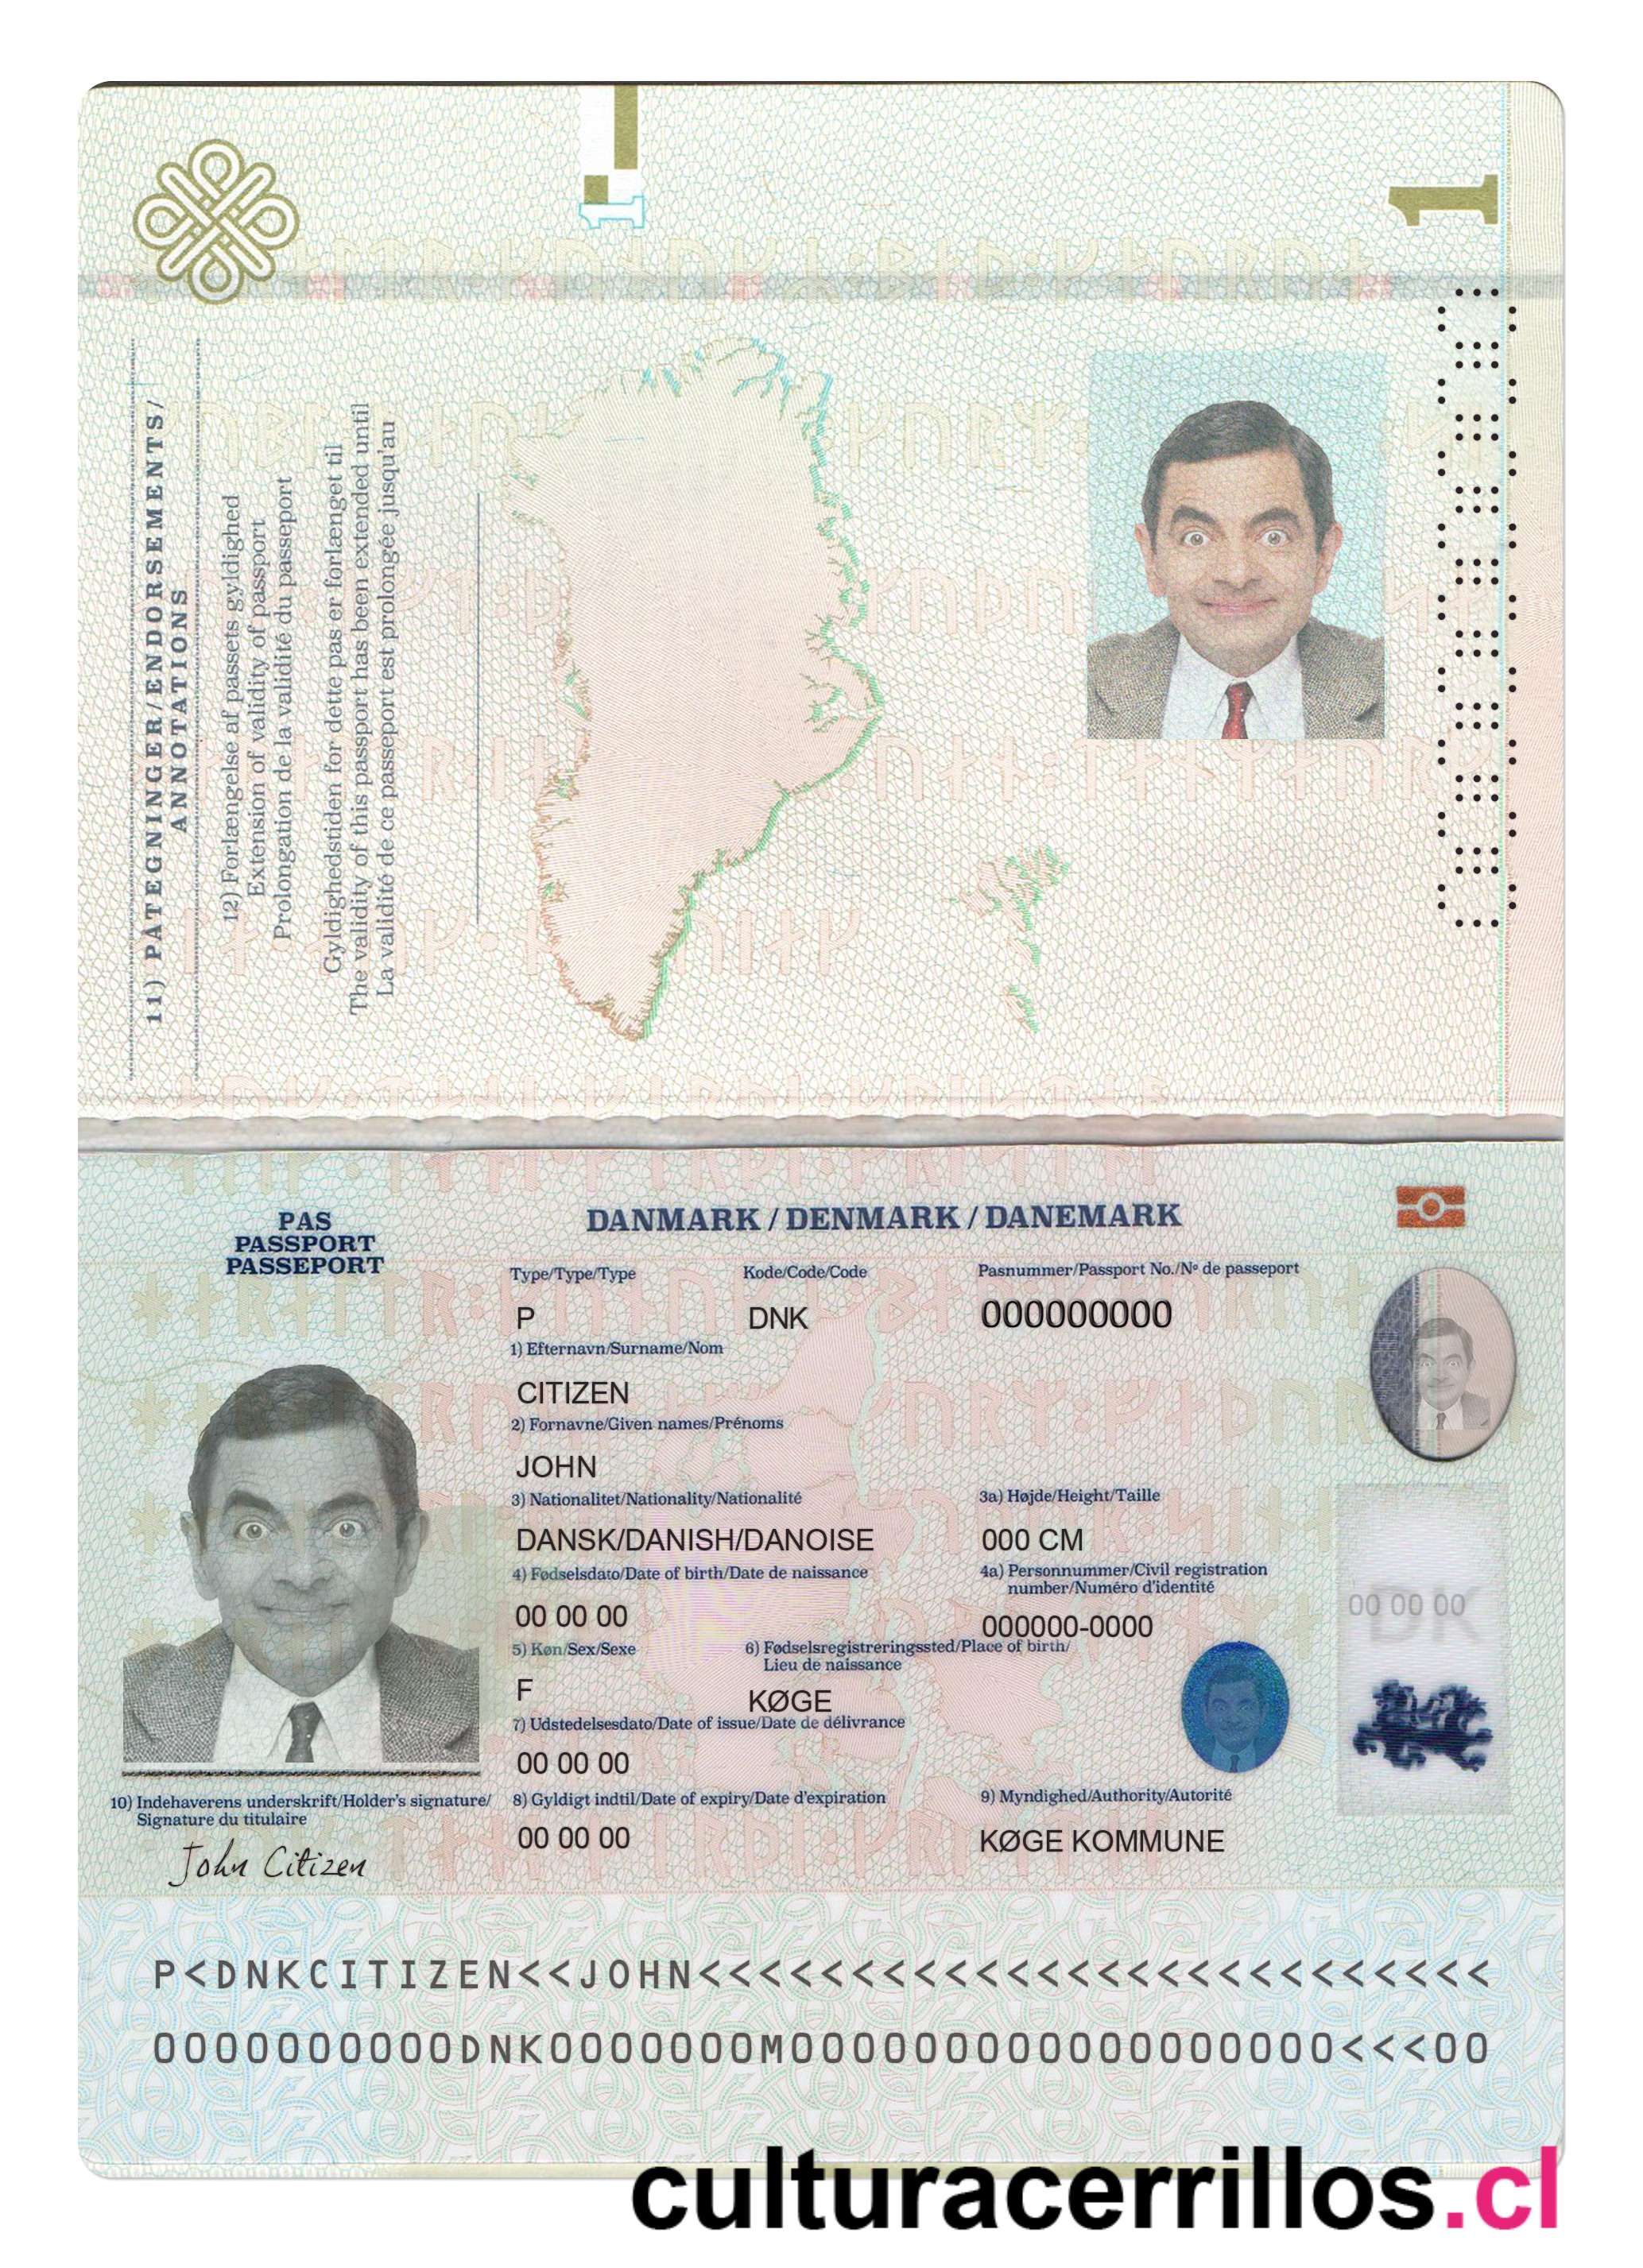 1
1
11) PÅTEGNINGER/ENDORSEMENTS/
ANNOTATIONS
12) Forlængelse af passets gyldighed
Extension of validity of passport
Prolongation de la validité du passeport
Gyldighedstiden for dette pas er forlænget til
The validity of this passport has been extended until
La validité de ce passeport est prolongée jusqu'au
PAS
PASSPORT
PASSEPORT
DANMARK / DENMARK / DANEMARK
Type/Type/Type Kode/Code/Code Pasnummer/Passport No./Nº de passeport
P DNK 000000000
1) Efternavn/Surname/Nom
CITIZEN
2) Fornavne/Given names/Prénoms
JOHN
3) Nationalitet/Nationality/Nationalité 3a) Højde/Height/Taille
DANSK/DANISH/DANOISE 000 CM
4) Fødselsdato/Date of birth/Date de naissance 4a) Personnummer/Civil registration
number/Numéro d'identité
00 00 00 000000-0000
00 00 00
DK
5) Køn/Sex/Sexe 6) Fødselsregistreringssted/Place of birth/
Lieu de naissance
F KØGE
7) Udstedelsesdato/Date of issue/Date de délivrance
00 00 00
8) Gyldigt indtil/Date of expiry/Date d'expiration 9) Myndighed/Authority/Autorité
00 00 00 KØGE KOMMUNE
10) Indehaverens underskrift/Holder's signature/
Signature du titulaire
John Citizen
P<DNKCITIZEN<<JOHN<<<<<<<<<<<<<<<<<<<<<<<<<<
0000000000DNK0000000M0000000000000000000<<<00
culturacerrillos.cl